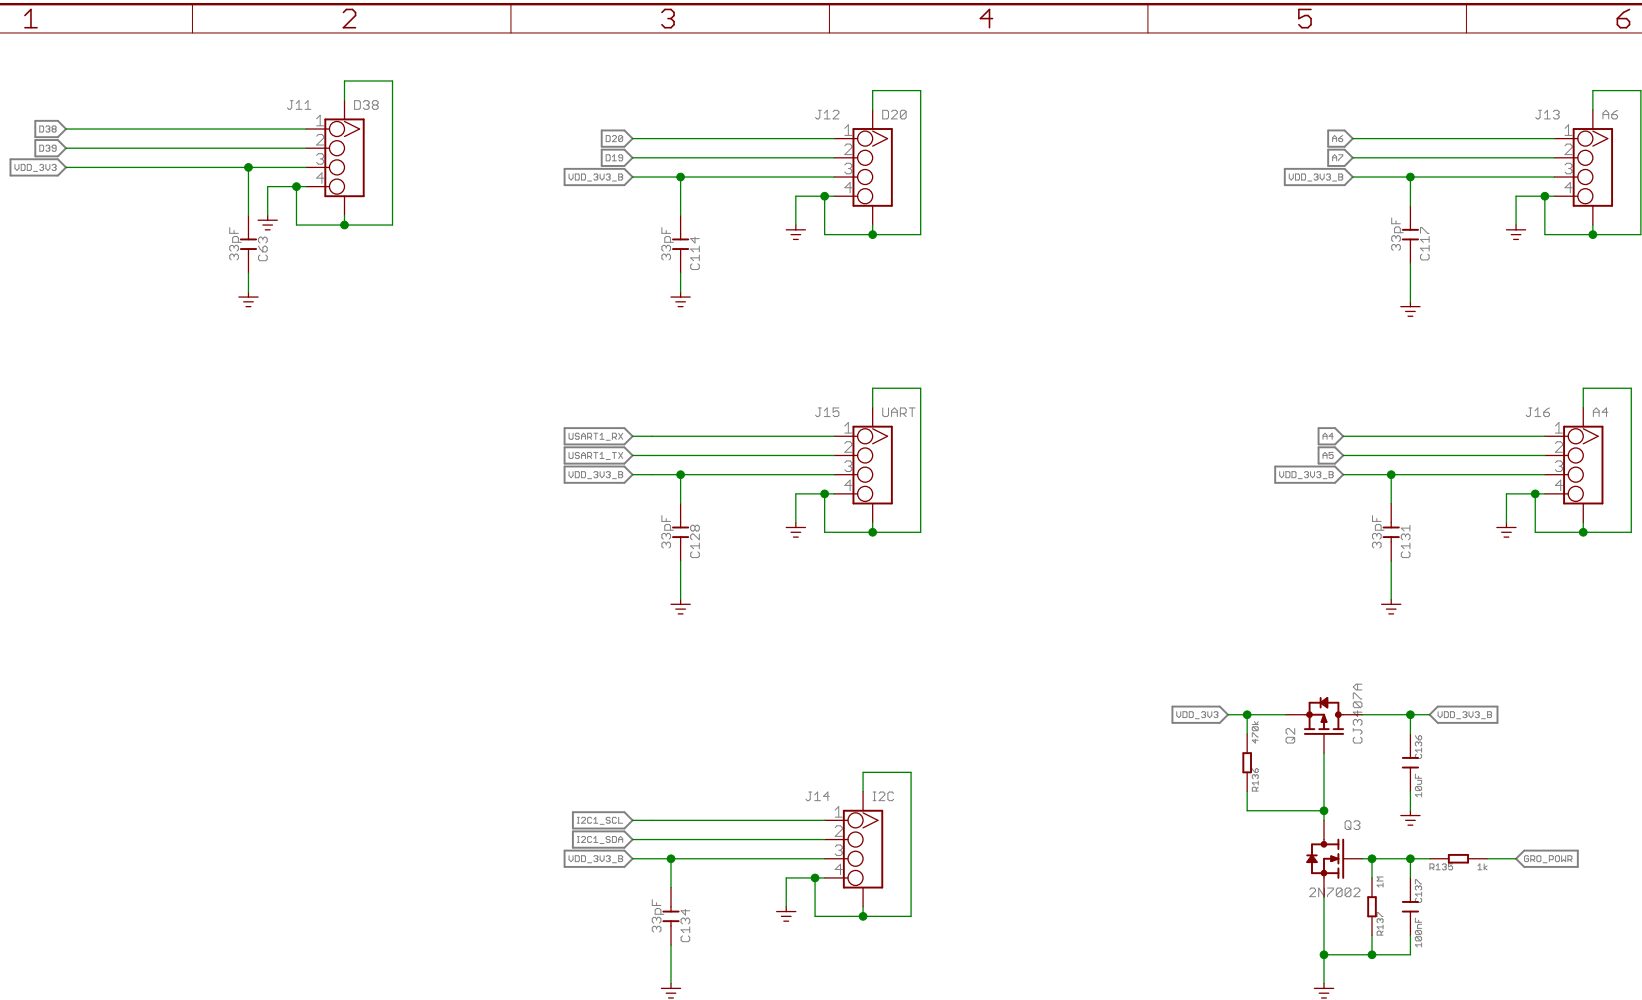 1 2 3 4 5 6
J11 D38
D38 1
D39 2
VDD_3V3 3
4
33pF
C63
J12 D20
D20 1
D19 2
VDD_3V3_B 3
4
33pF
C114
J13 A6
A6 1
A7 2
VDD_3V3_B 3
4
33pF
C117
J15 UART
USART1_RX 1
USART1_TX 2
VDD_3V3_B 3
4
33pF
C128
J16 A4
A4 1
A5 2
VDD_3V3_B 3
4
33pF
C131
J14 I2C
I2C1_SCL 1
I2C1_SDA 2
VDD_3V3_B 3
4
33pF
C134
VDD_3V3
470k
R136
Q2
CJ3407A
VDD_3V3_B
C136
10uF
Q3
2N7002
R135 1k
GRO_POWR
1M
R137
C137
100nF